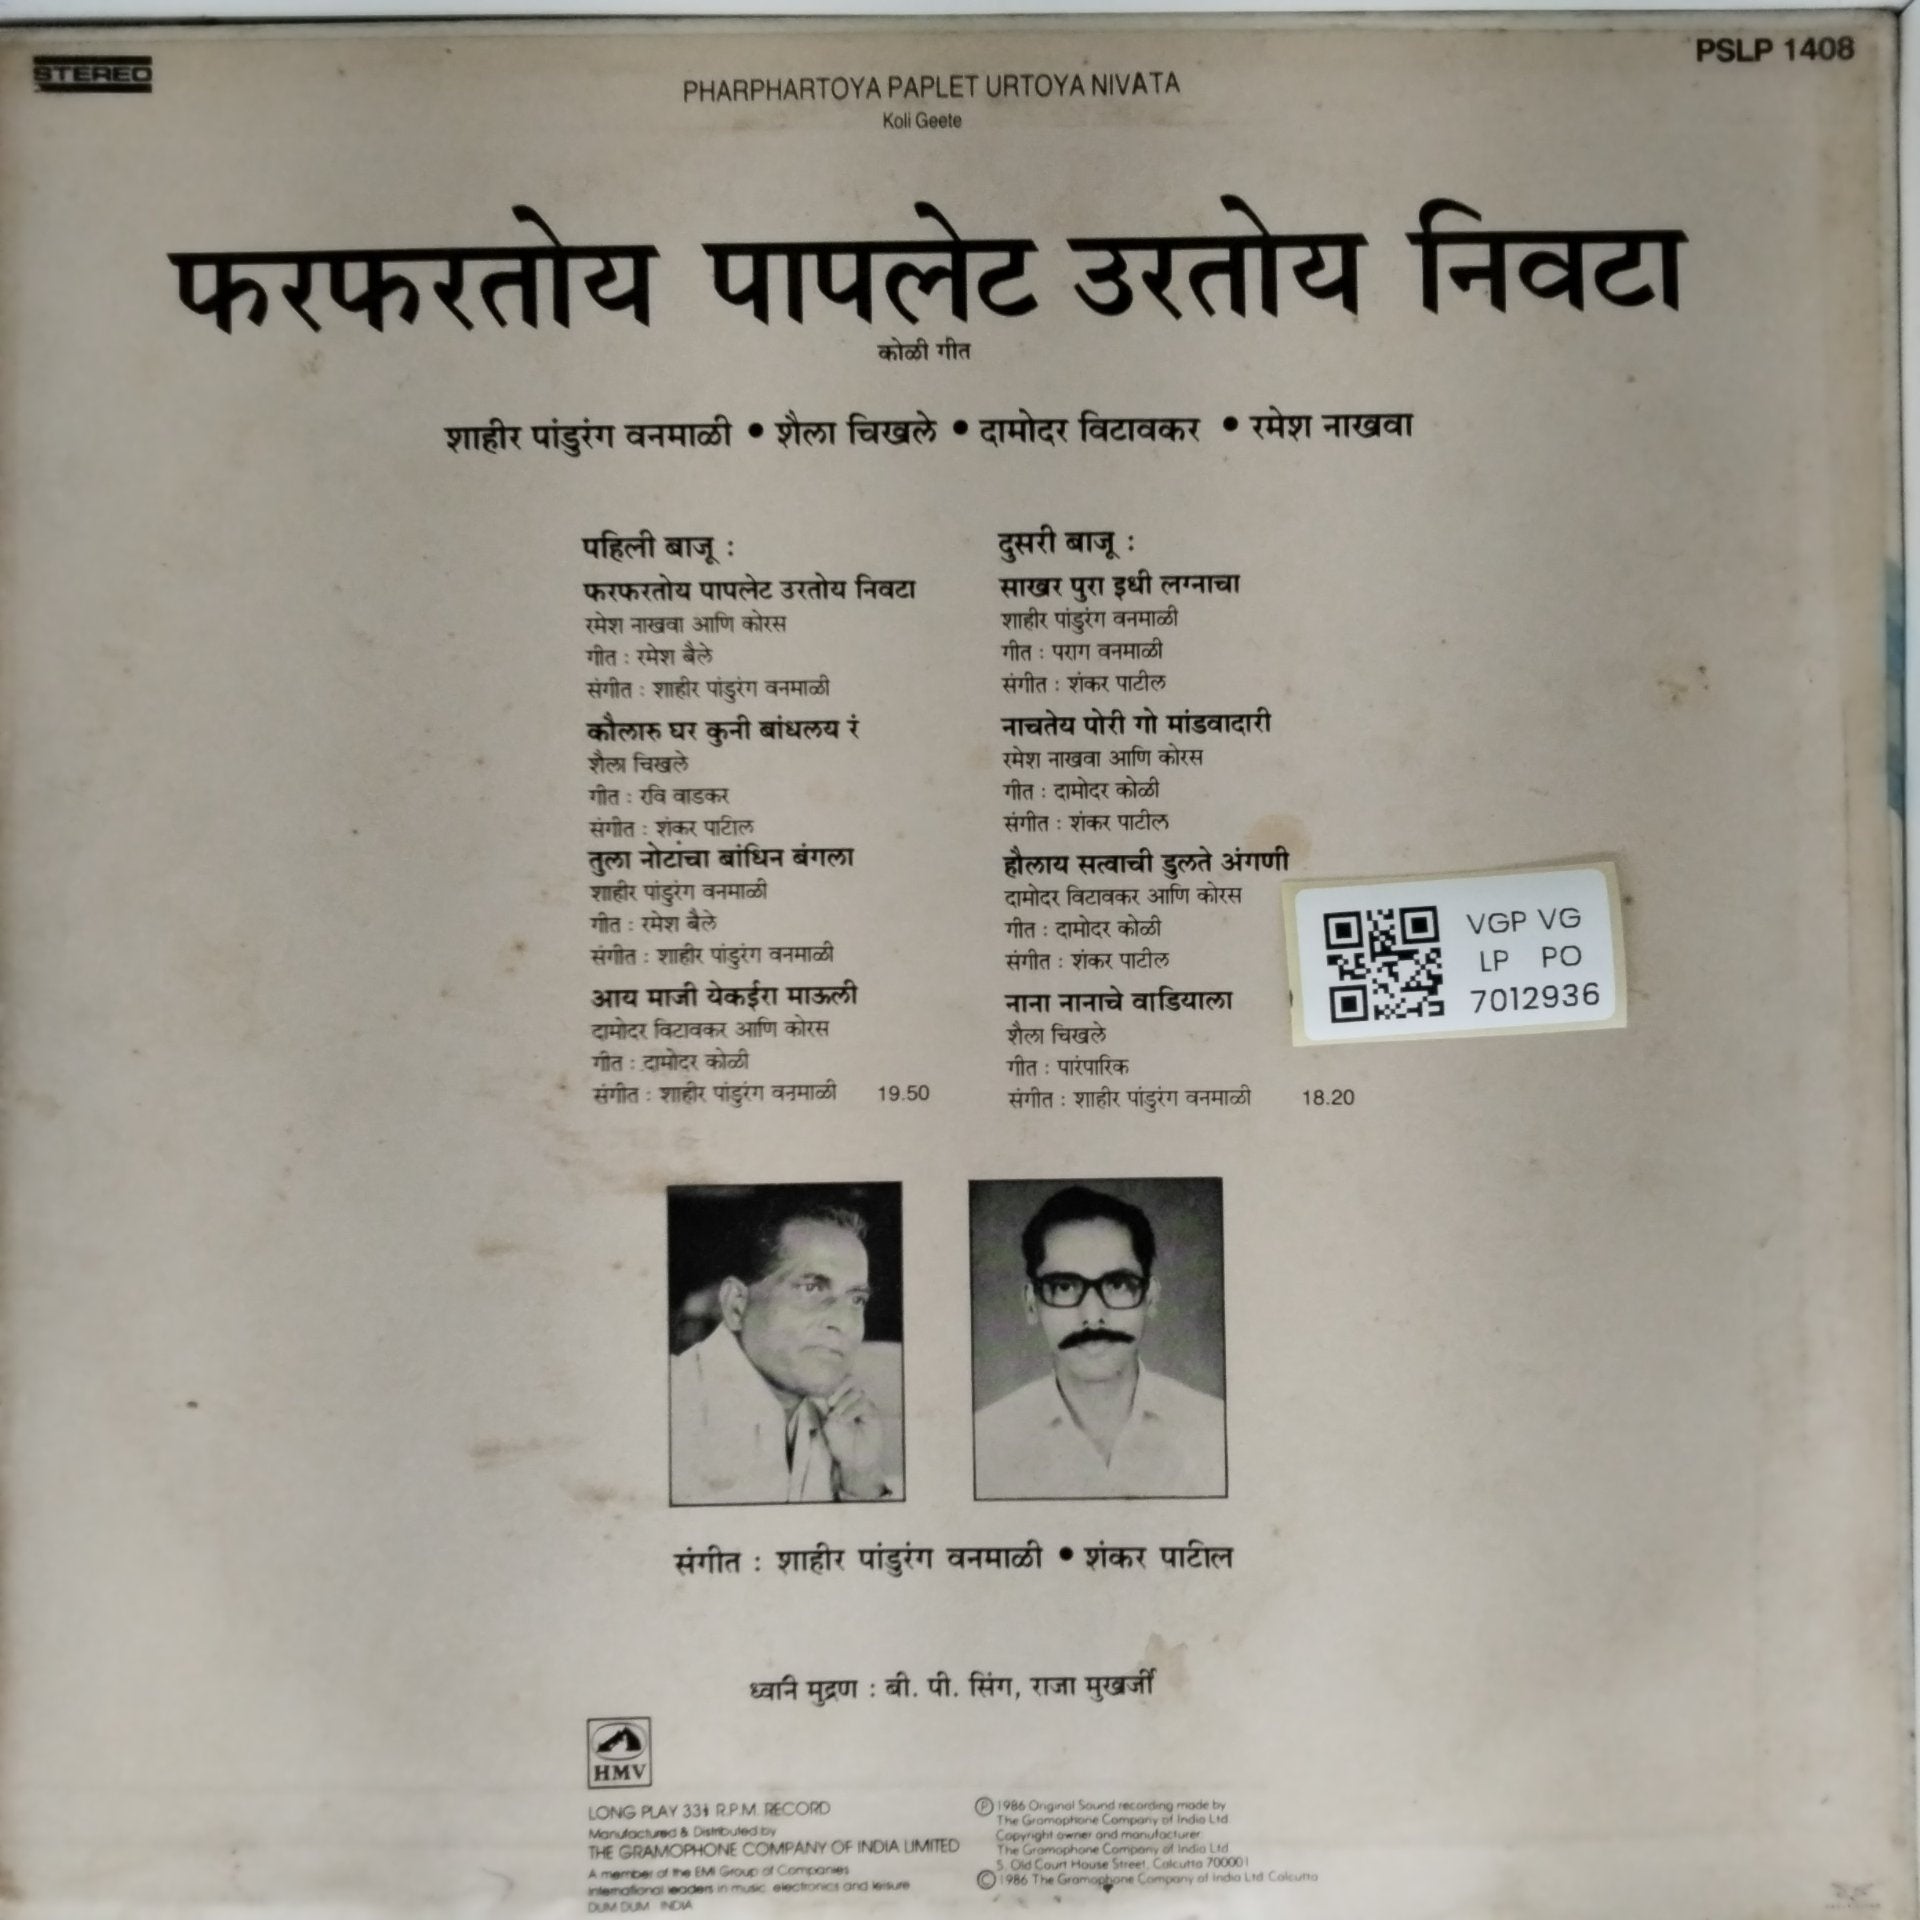 STEREO
PSLP 1408
PHARPHARTOYA PAPLET URTOYA NIVATA
Koli Geete
फरफरतोय पापलेट उरतोय निवटा
कोळी गीत
शाहीर पांडुरंग वनमाळी • शैला चिखले • दामोदर विटावकर • रमेश नाखवा
पहिली बाजू :
फरफरतोय पापलेट उरतोय निवटा
रमेश नाखवा आणि कोरस
गीत : रमेश बैले
संगीत : शाहीर पांडुरंग वनमाळी
कौलारु घर कुनी बांधलय रं
शैला चिखले
गीत : रवि वाडकर
संगीत : शंकर पाटील
तुला नोटांचा बांधिन बंगला
शाहीर पांडुरंग वनमाळी
गीत : रमेश बैले
संगीत : शाहीर पांडुरंग वनमाळी
आय माजी येकईरा माऊली
दामोदर विटावकर आणि कोरस
गीत : दामोदर कोळी
संगीत : शाहीर पांडुरंग वनमाळी 19.50
दुसरी बाजू :
साखर पुरा इधी लग्नाचा
शाहीर पांडुरंग वनमाळी
गीत : पराग वनमाळी
संगीत : शंकर पाटील
नाचतेय पोरी गो मांडवादारी
रमेश नाखवा आणि कोरस
गीत : दामोदर कोळी
संगीत : शंकर पाटील
हौलाय सत्वाची डुलते अंगणी
दामोदर विटावकर आणि कोरस
गीत : दामोदर कोळी
संगीत : शंकर पाटील
नाना नानाचे वाडियाला
शैला चिखले
गीत : पारंपारिक
संगीत : शाहीर पांडुरंग वनमाळी 18.20
VGP VG
LP PO
7012936
संगीत : शाहीर पांडुरंग वनमाळी • शंकर पाटील
ध्वनि मुद्रण : बी. पी. सिंग, राजा मुखर्जी
HMV
LONG PLAY 33⅓ R.P.M. RECORD
Manufactured & Distributed by
THE GRAMOPHONE COMPANY OF INDIA LIMITED
A member of the EMI Group of Companies
International leaders in music electronics and leisure
DUM DUM INDIA
Ⓟ 1986 Original Sound recording made by
The Gramophone Company of India Ltd.
Copyright owner and manufacturer
The Gramophone Company of India Ltd
5, Old Court House Street, Calcutta 700001
© 1986 The Gramophone Company of India Ltd Calcutta